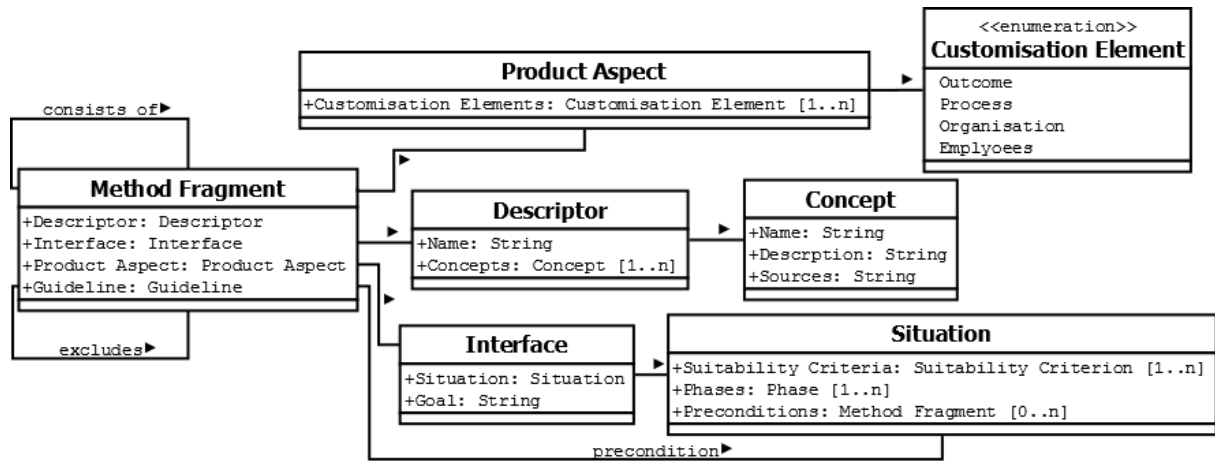 <<enumeration>>
Customisation Element
Outcome
Process
Organisation
Emplyoees
Product Aspect
+Customisation Elements: Customisation Element [1..n]
consists of
Method Fragment
+Descriptor: Descriptor
+Interface: Interface
+Product Aspect: Product Aspect
+Guideline: Guideline
excludes
Descriptor
+Name: String
+Concepts: Concept [1..n]
Concept
+Name: String
+Descrption: String
+Sources: String
Interface
+Situation: Situation
+Goal: String
Situation
+Suitability Criteria: Suitability Criterion [1..n]
+Phases: Phase [1..n]
+Preconditions: Method Fragment [0..n]
precondition